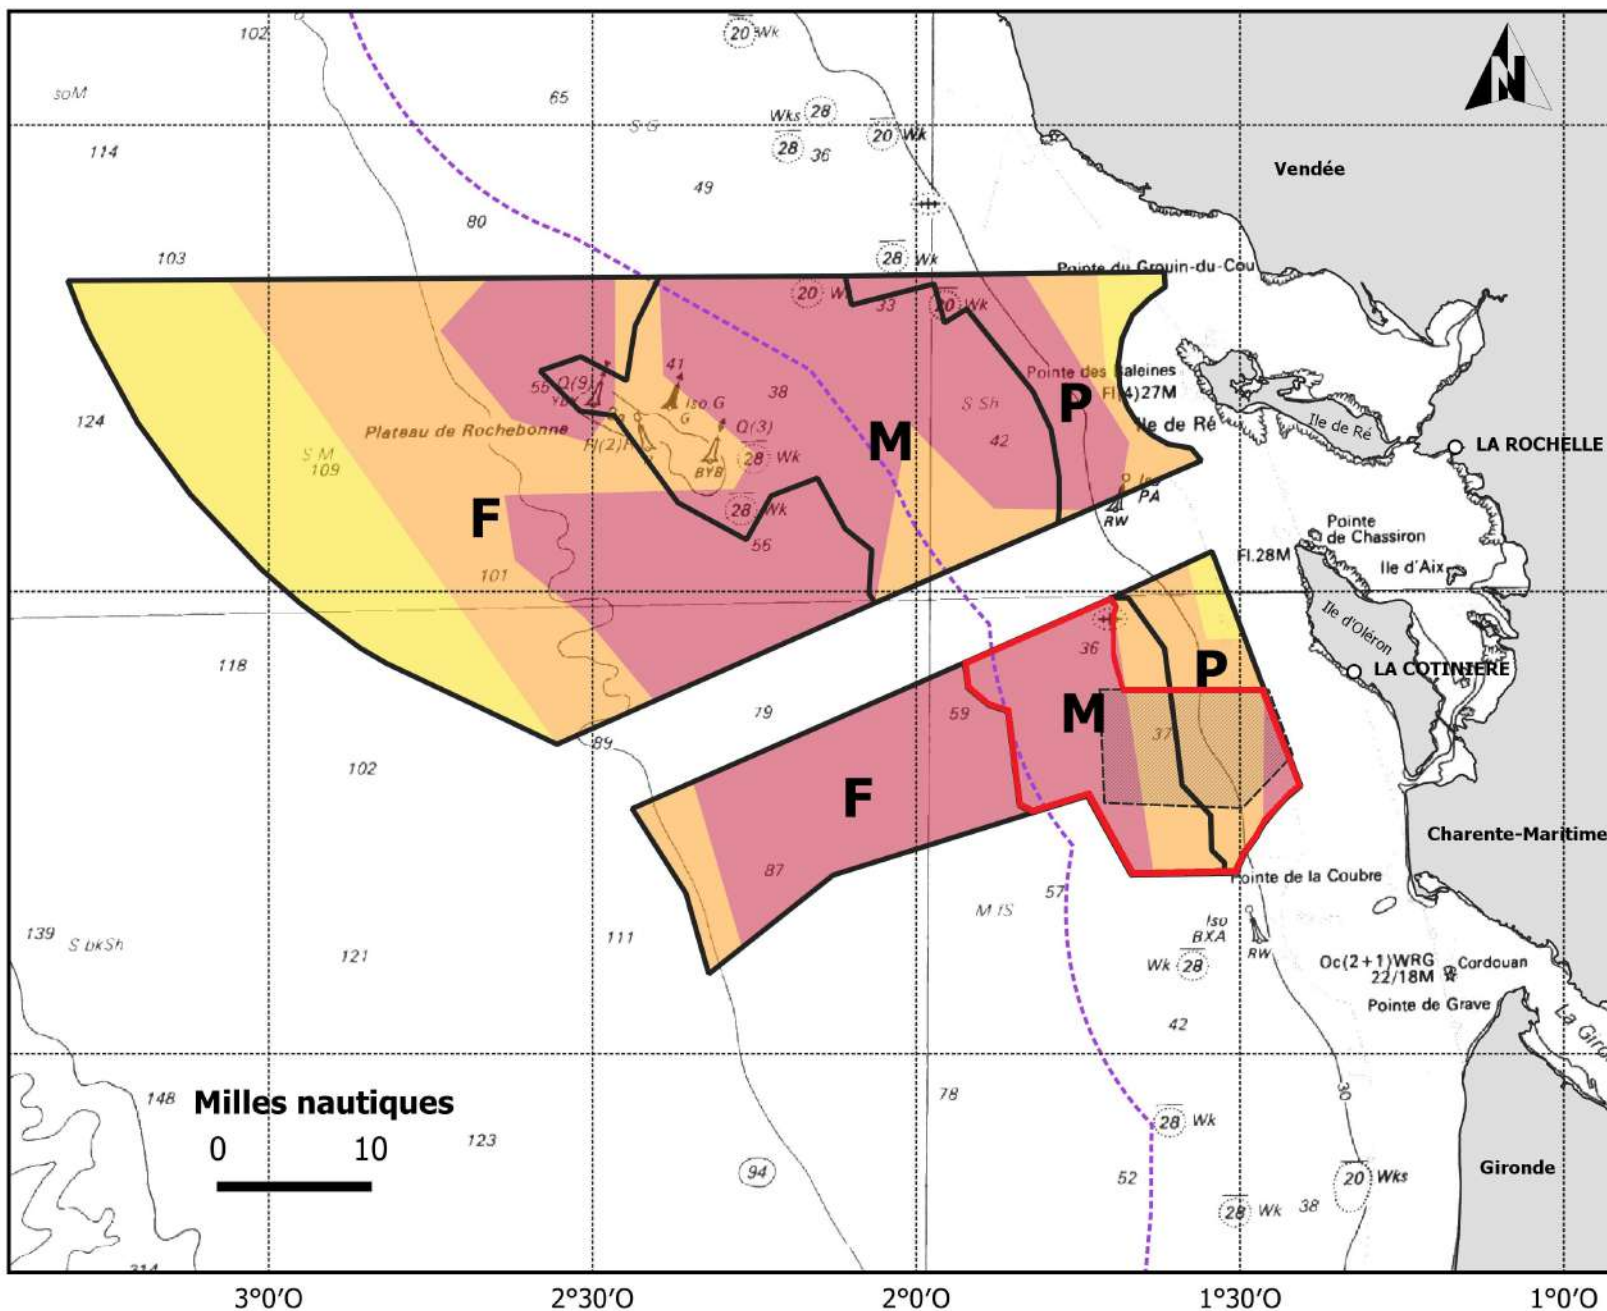 102
20 Wk
N
soM
65
Wks 28
S G
20 Wk
114
28 36
Vendée
49
80
103
28 Wk
Pointe du Grouin-du-Cou
20 W
33
20 Wk
41
Pointe des Baleines
Q(9)
38
S Sh
P
Fl(4)27M
124
Iso G
G
Ile de Ré
Ile de Ré
Plateau de Rochebonne
Q(3)
42
M
LA ROCHELLE
S M
109
BYB
28 Wk
PA
F
28 Wk
RW
Pointe
de Chassiron
56
Fl.28M
Ile d'Aix
101
Ile d'Oléron
118
36
P
LA COTINIERE
79
59
M
37
89
102
F
Charente-Maritime
87
Pointe de la Coubre
57
M fS
139
S bkSh
111
Iso
BXA
121
RW
Wk 28
Oc(2+1)WRG
22/18M
Cordouan
Pointe de Grave
42
78
30
148
Milles nautiques
28 Wk
0 10
123
94
52
20 Wks
Gironde
28 Wk 38
3°0'O 2°30'O 2°0'O 1°30'O 1°0'O